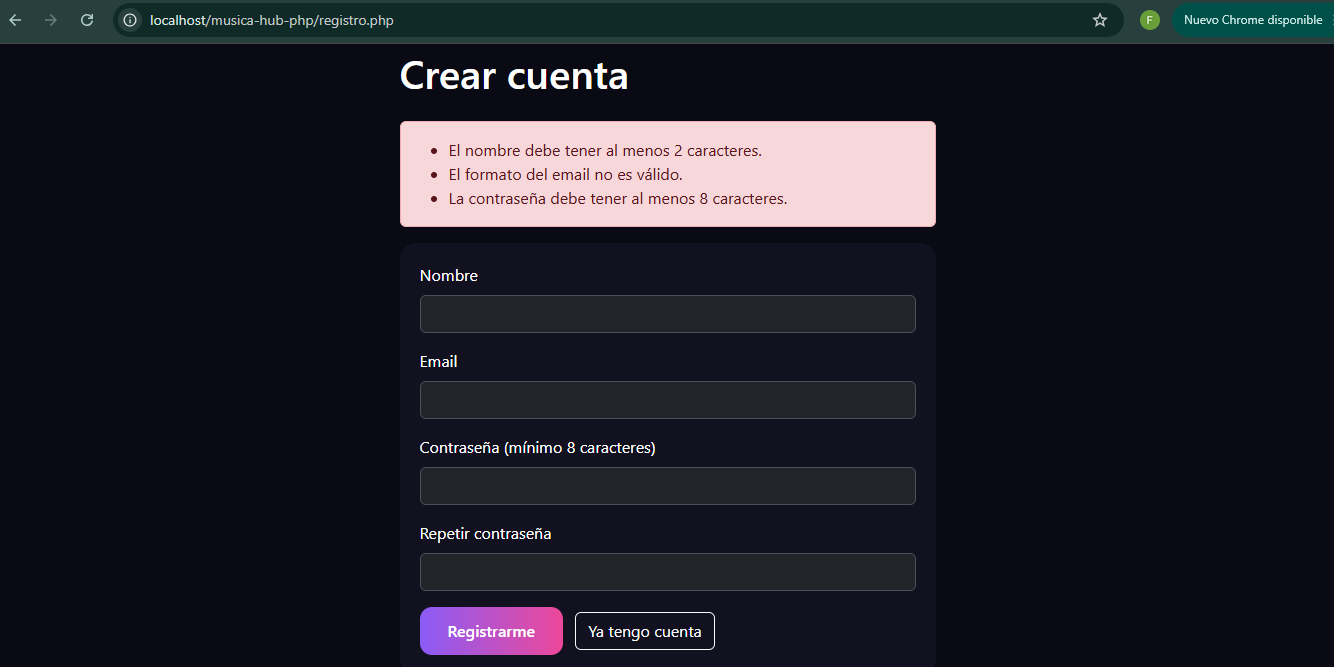 localhost/musica-hub-php/registro.php
F
Nuevo Chrome disponible
Crear cuenta
El nombre debe tener al menos 2 caracteres.
El formato del email no es válido.
La contraseña debe tener al menos 8 caracteres.
Nombre
Email
Contraseña (mínimo 8 caracteres)
Repetir contraseña
Registrarme
Ya tengo cuenta